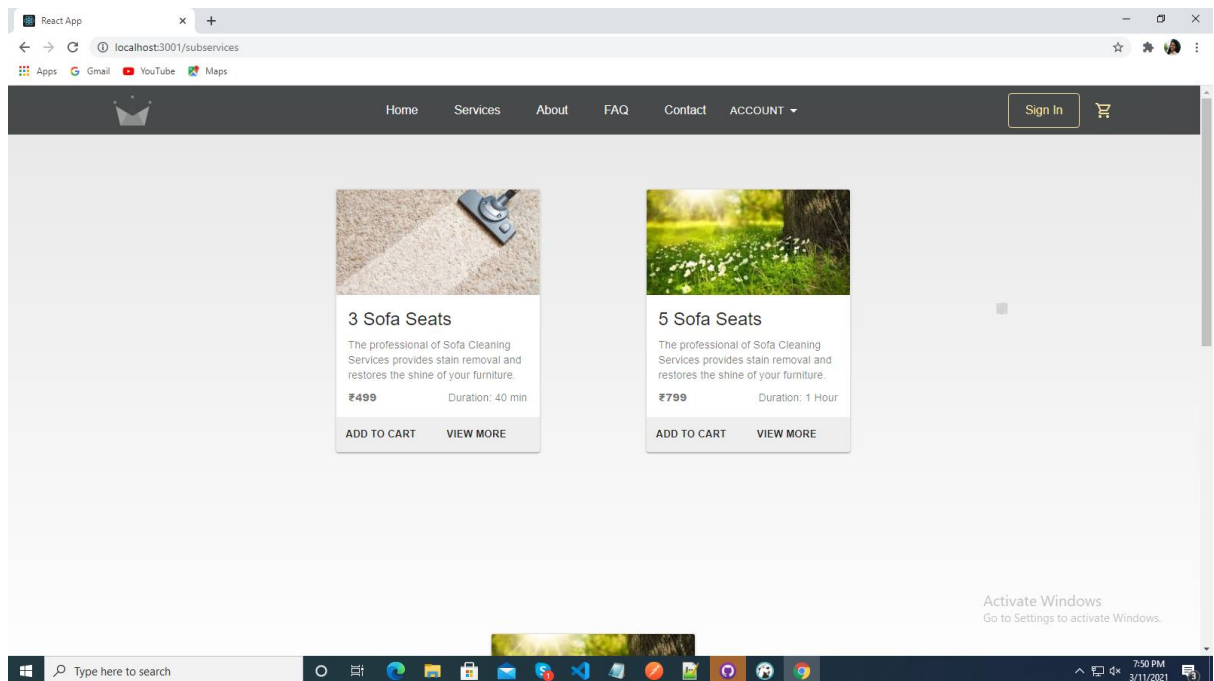 React App
localhost:3001/subservices
Apps Gmail YouTube Maps
Home Services About FAQ Contact ACCOUNT Sign In
3 Sofa Seats
The professional of Sofa Cleaning
Services provides stain removal and
restores the shine of your furniture.
₹499 Duration: 40 min
ADD TO CART VIEW MORE
5 Sofa Seats
The professional of Sofa Cleaning
Services provides stain removal and
restores the shine of your furniture.
₹799 Duration: 1 Hour
ADD TO CART VIEW MORE
Activate Windows
Go to Settings to activate Windows.
Type here to search
7:50 PM
3/11/2021